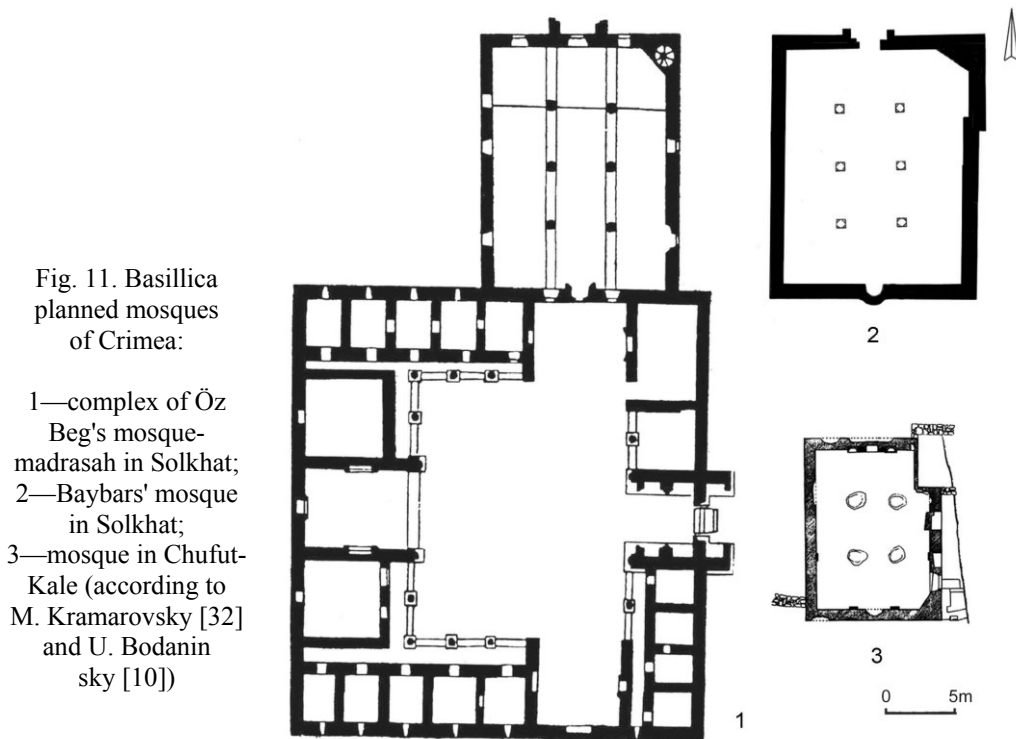 Fig. 11. Basillica
planned mosques
of Crimea:
1—complex of Öz
Beg's mosque-
madrasah in Solkhat;
2—Baybars' mosque
in Solkhat;
3—mosque in Chufut-
Kale (according to
M. Kramarovsky [32]
and U. Bodanin
sky [10])
1
2
3
0 5m